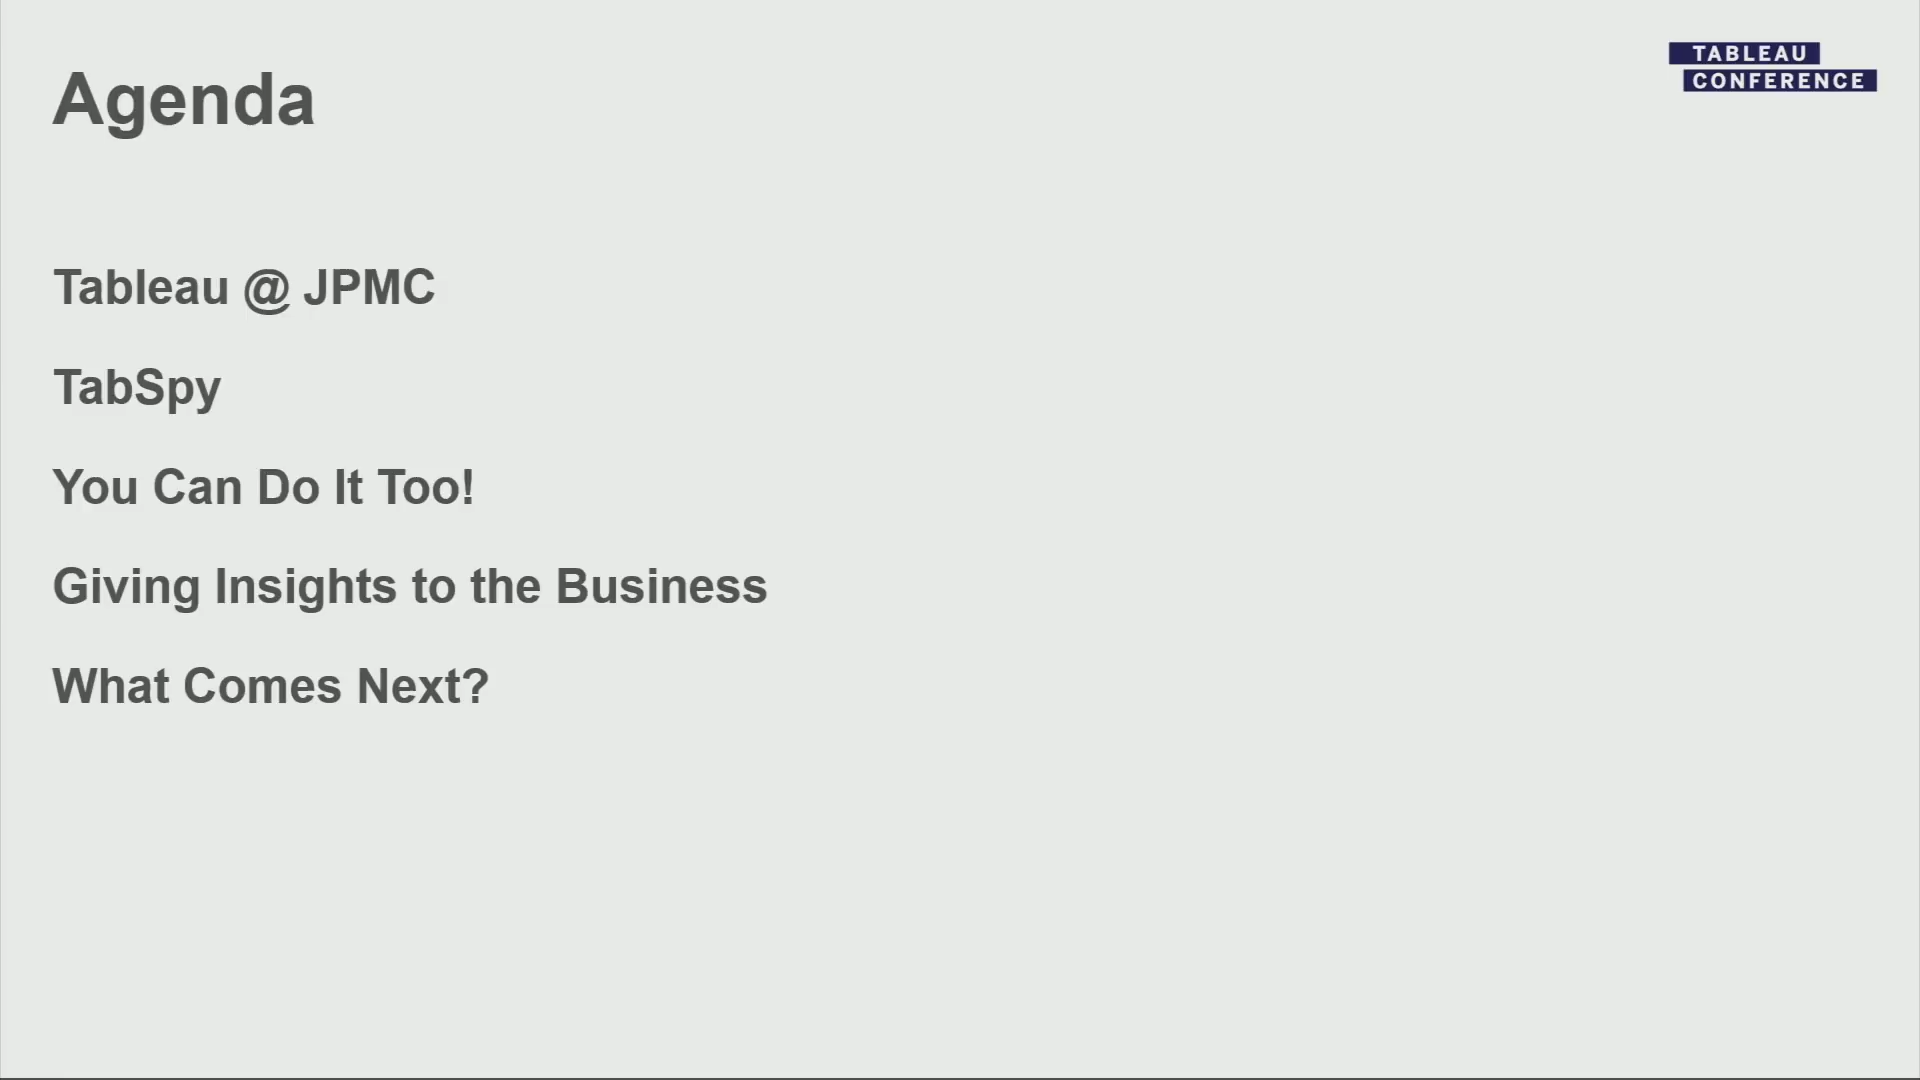 Agenda
TABLEAU
CONFERENCE
Tableau @ JPMC
TabSpy
You Can Do It Too!
Giving Insights to the Business
What Comes Next?